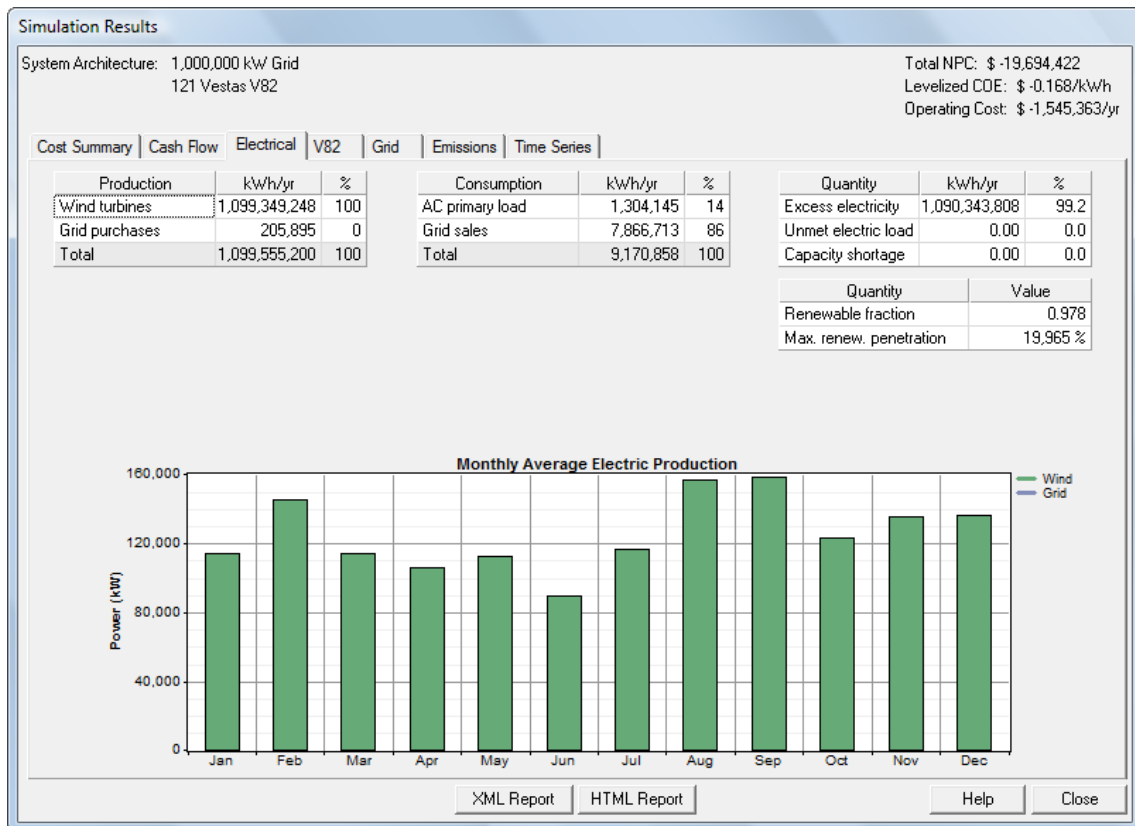 Simulation Results
System Architecture: 1,000,000 kW Grid
121 Vestas V82
Total NPC: $ -19,694,422
Levelized COE: $ -0.168/kWh
Operating Cost: $ -1,545,363/yr
Cost Summary Cash Flow Electrical V82 Grid Emissions Time Series
Production kWh/yr %
Wind turbines 1,099,349,248 100
Grid purchases 205,895 0
Total 1,099,555,200 100
Consumption kWh/yr %
AC primary load 1,304,145 14
Grid sales 7,866,713 86
Total 9,170,858 100
Quantity kWh/yr %
Excess electricity 1,090,343,808 99.2
Unmet electric load 0.00 0.0
Capacity shortage 0.00 0.0
Quantity Value
Renewable fraction 0.978
Max. renew. penetration 19,965 %
Monthly Average Electric Production
160,000
120,000
80,000
40,000
0
Power (kW)
Jan Feb Mar Apr May Jun Jul Aug Sep Oct Nov Dec
Wind
Grid
XML Report HTML Report Help Close